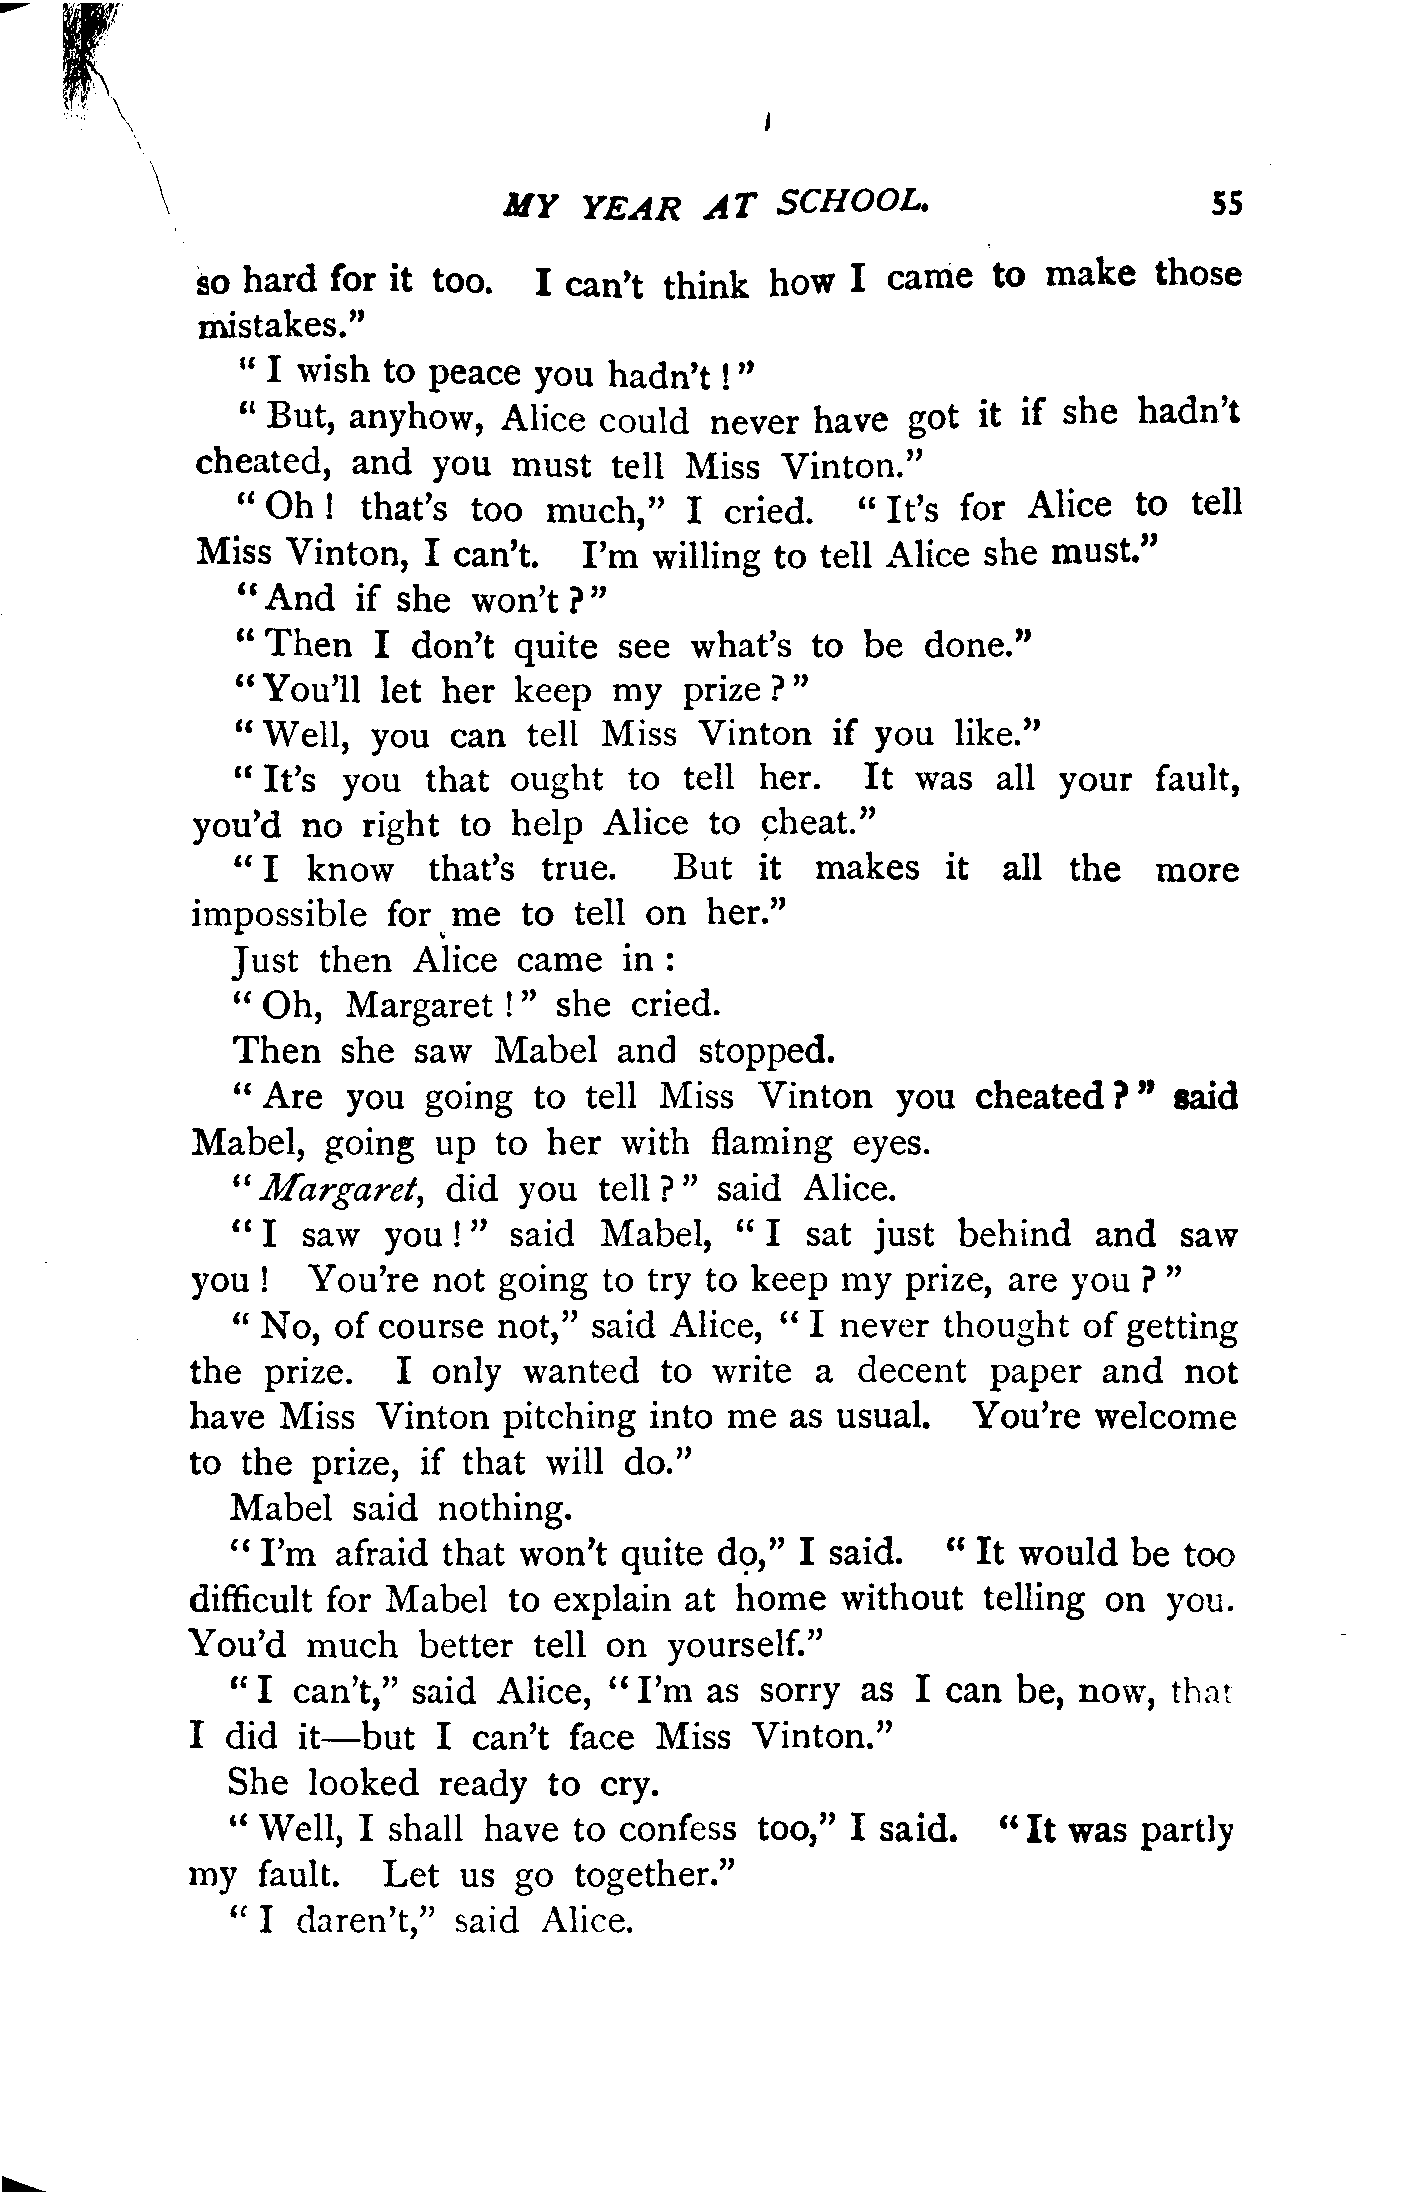 MY YEAR AT SCHOOL. 55
so hard for it too. I can't think how I came to make those
mistakes."
"I wish to peace you hadn't!"
"But, anyhow, Alice could never have got it if she hadn't
cheated, and you must tell Miss Vinton."
"Oh! that's too much," I cried. "It's for Alice to tell
Miss Vinton, I can't. I'm willing to tell Alice she must."
"And if she won't?"
"Then I don't quite see what's to be done."
"You'll let her keep my prize?"
"Well, you can tell Miss Vinton if you like."
"It's you that ought to tell her. It was all your fault,
you'd no right to help Alice to cheat."
"I know that's true. But it makes it all the more
impossible for me to tell on her."
Just then Alice came in:
"Oh, Margaret!" she cried.
Then she saw Mabel and stopped.
"Are you going to tell Miss Vinton you cheated?" said
Mabel, going up to her with flaming eyes.
"Margaret, did you tell?" said Alice.
"I saw you!" said Mabel, "I sat just behind and saw
you! You're not going to try to keep my prize, are you?"
"No, of course not," said Alice, "I never thought of getting
the prize. I only wanted to write a decent paper and not
have Miss Vinton pitching into me as usual. You're welcome
to the prize, if that will do."
Mabel said nothing.
"I'm afraid that won't quite do," I said. "It would be too
difficult for Mabel to explain at home without telling on you.
You'd much better tell on yourself."
"I can't," said Alice, "I'm as sorry as I can be, now, that
I did it—but I can't face Miss Vinton."
She looked ready to cry.
"Well, I shall have to confess too," I said. "It was partly
my fault. Let us go together."
"I daren't," said Alice.